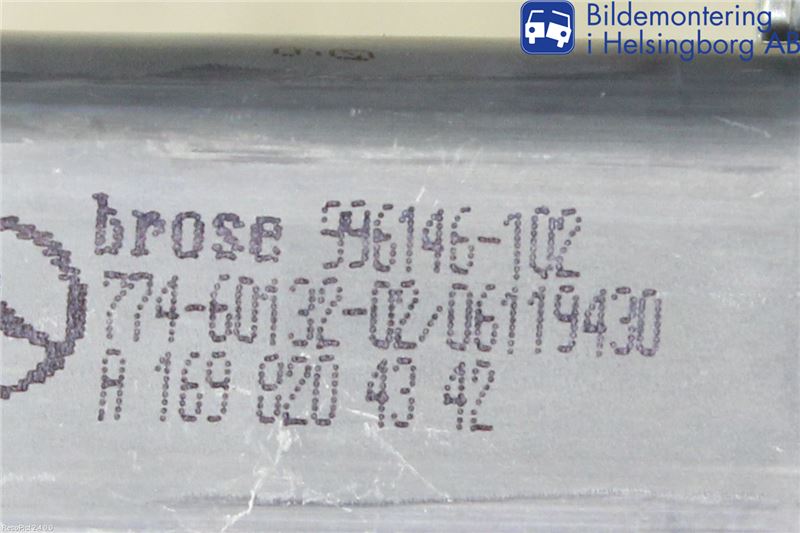 Bildemontering
i Helsingborg AB
brose 996146-102
774-60132-02/06119430
A 169 820 43 42